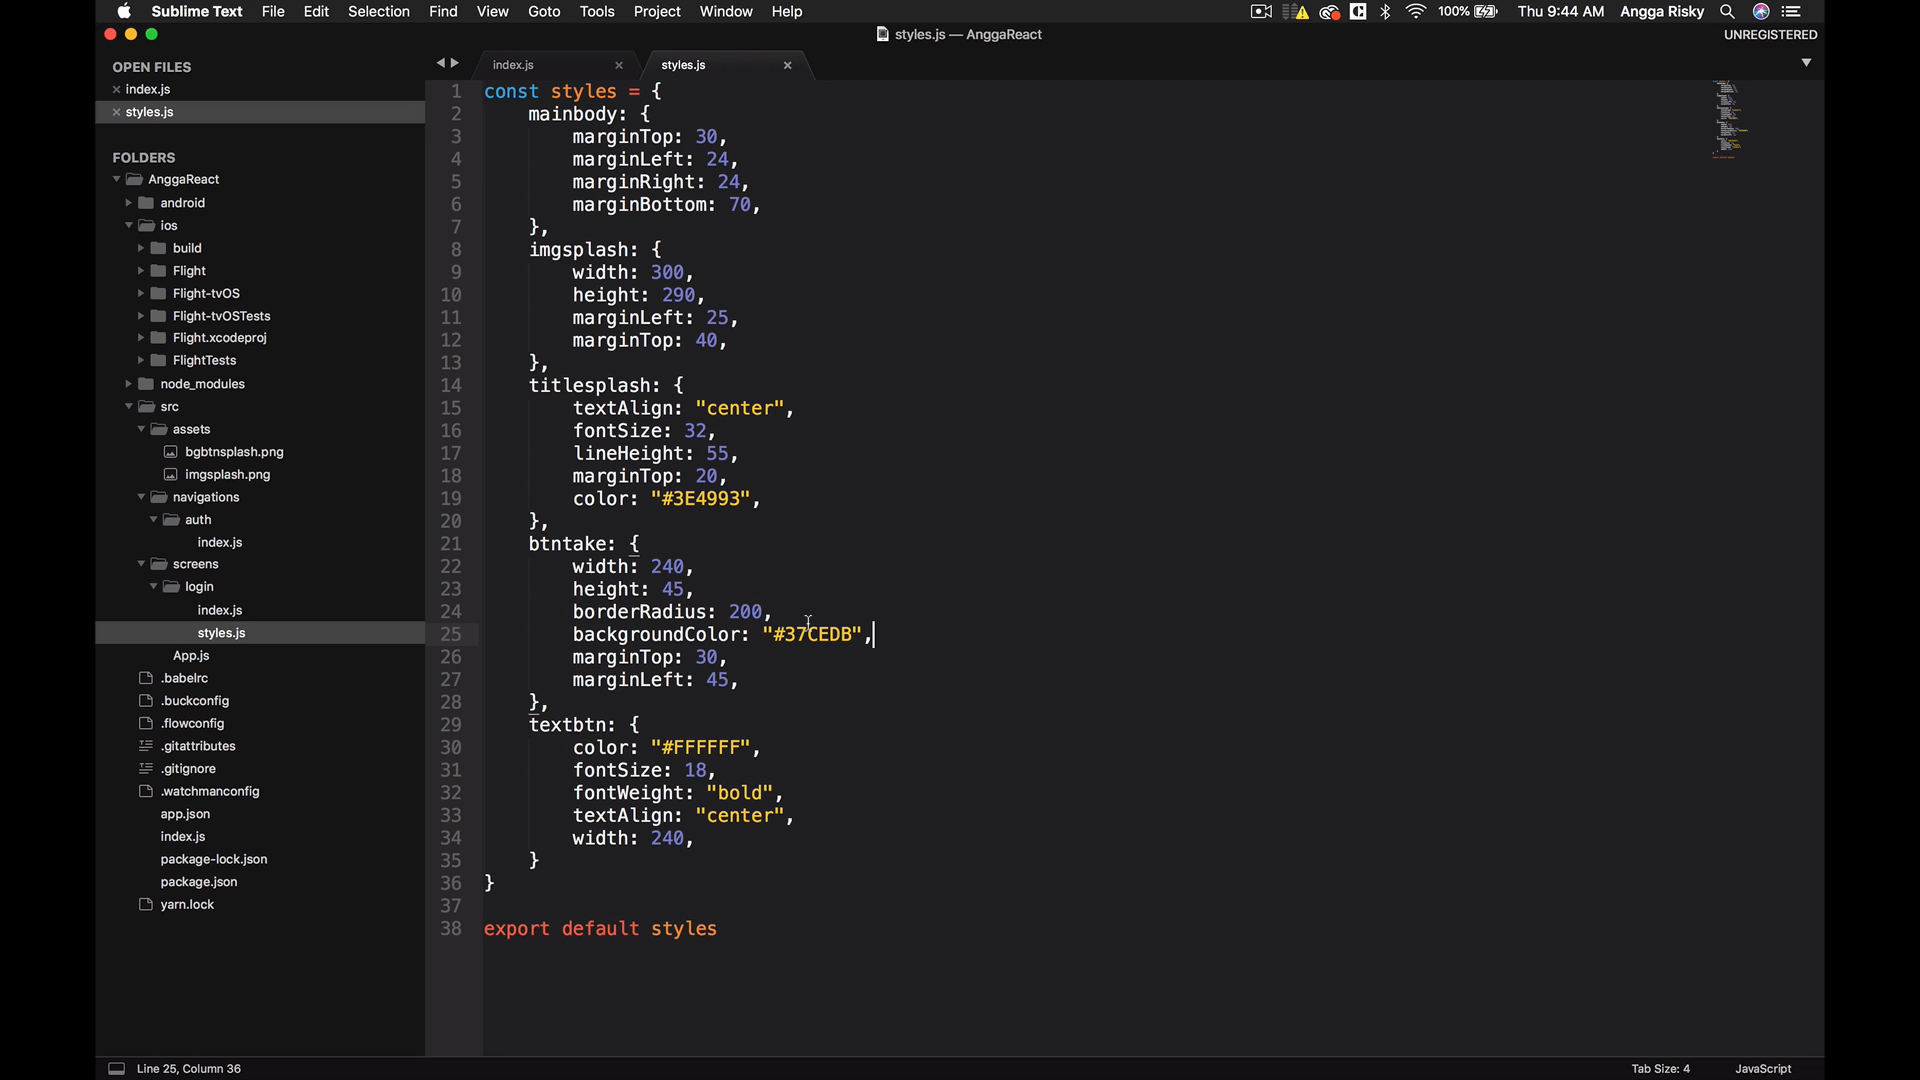 Sublime Text File Edit Selection Find View Goto Tools Project Window Help 100% Thu 9:44 AM Angga Risky
styles.js — AnggaReact UNREGISTERED
OPEN FILES
index.js
styles.js
FOLDERS
AnggaReact
android
ios
build
Flight
Flight-tvOS
Flight-tvOSTests
Flight.xcodeproj
FlightTests
node_modules
src
assets
bgbtnsplash.png
imgsplash.png
navigations
auth
index.js
screens
login
index.js
styles.js
App.js
.babelrc
.buckconfig
.flowconfig
.gitattributes
.gitignore
.watchmanconfig
app.json
index.js
package-lock.json
package.json
yarn.lock
index.js styles.js
1 const styles = {
2 mainbody: {
3 marginTop: 30,
4 marginLeft: 24,
5 marginRight: 24,
6 marginBottom: 70,
7 },
8 imgsplash: {
9 width: 300,
10 height: 290,
11 marginLeft: 25,
12 marginTop: 40,
13 },
14 titlesplash: {
15 textAlign: "center",
16 fontSize: 32,
17 lineHeight: 55,
18 marginTop: 20,
19 color: "#3E4993",
20 },
21 btntake: {
22 width: 240,
23 height: 45,
24 borderRadius: 200,
25 backgroundColor: "#37CEDB",
26 marginTop: 30,
27 marginLeft: 45,
28 },
29 textbtn: {
30 color: "#FFFFFF",
31 fontSize: 18,
32 fontWeight: "bold",
33 textAlign: "center",
34 width: 240,
35 }
36 }
37
38 export default styles
Line 25, Column 36 Tab Size: 4 JavaScript